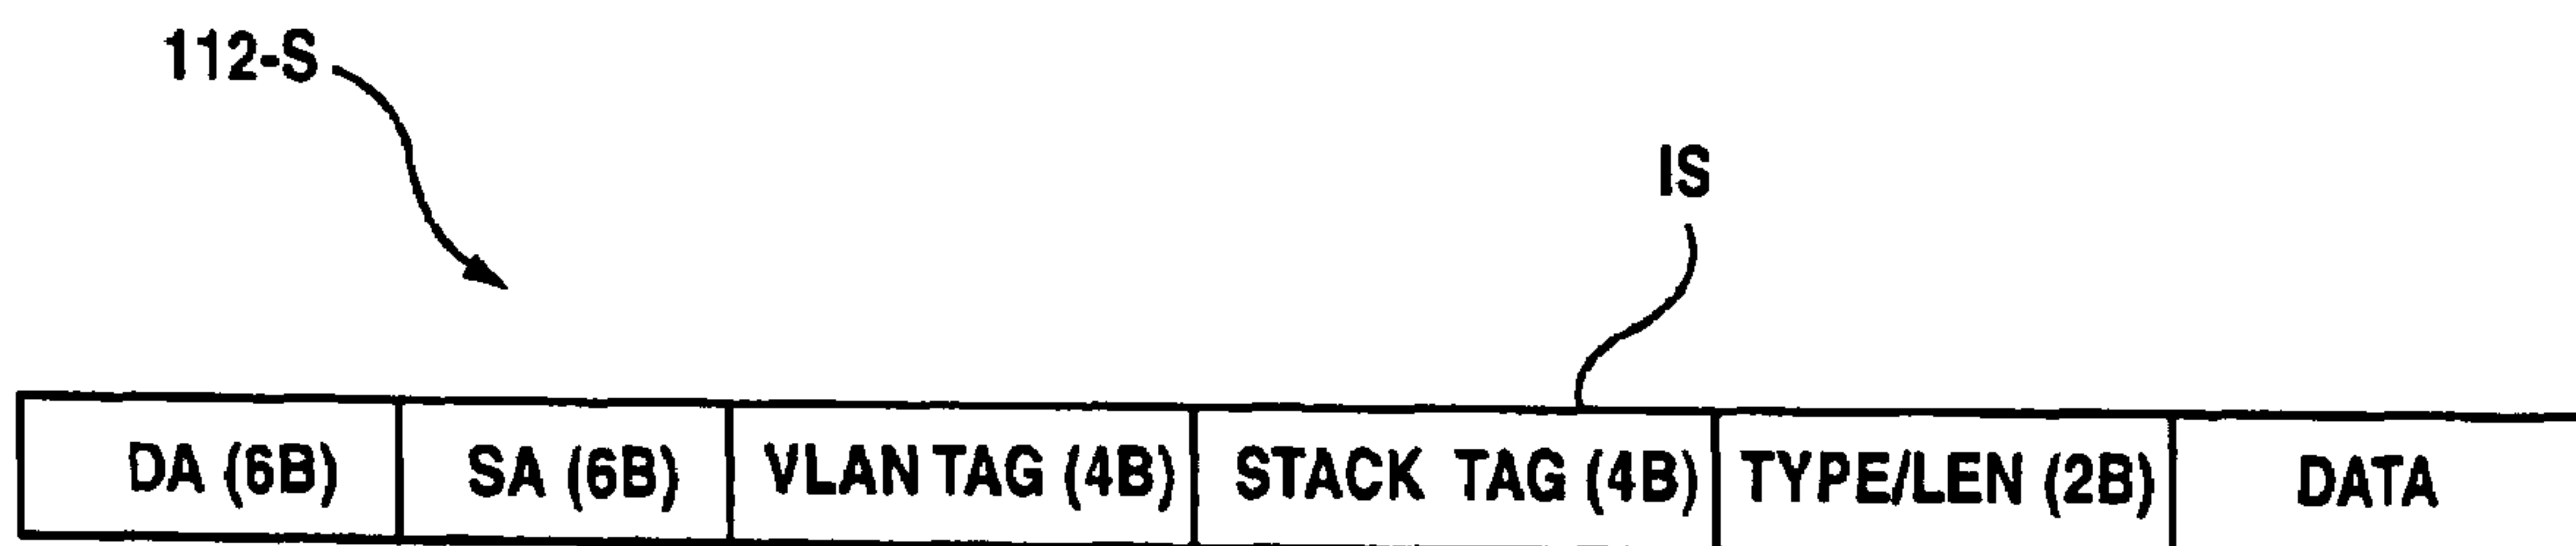 112-S
IS
DA (6B) SA (6B) VLAN TAG (4B) STACK TAG (4B) TYPE/LEN (2B) DATA